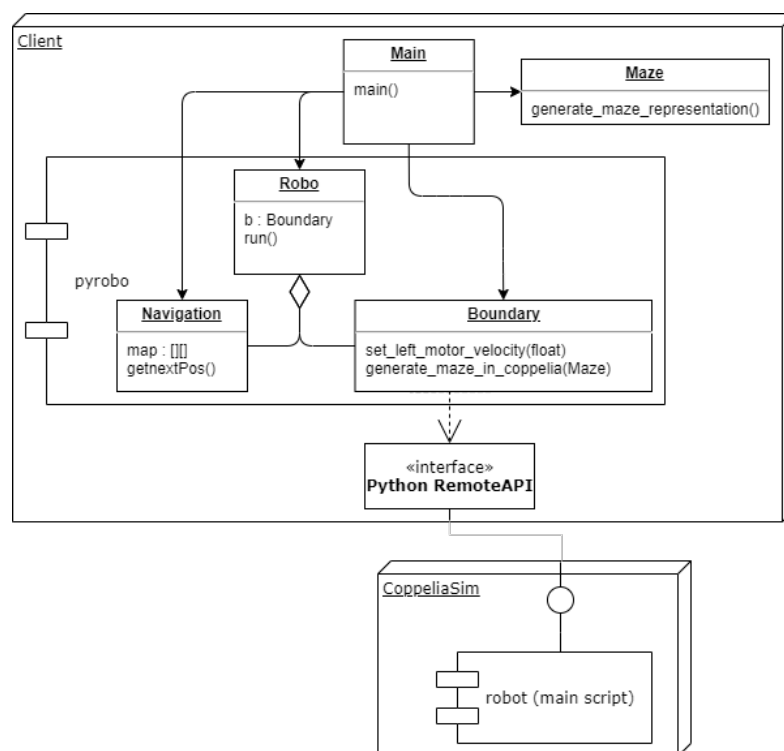 Client
Main
main()
Maze
generate_maze_representation()
Robo
b : Boundary
run()
pyrobo
Navigation
map : [][]
getnextPos()
Boundary
set_left_motor_velocity(float)
generate_maze_in_coppelia(Maze)
«interface»
Python RemoteAPI
CoppeliaSim
robot (main script)